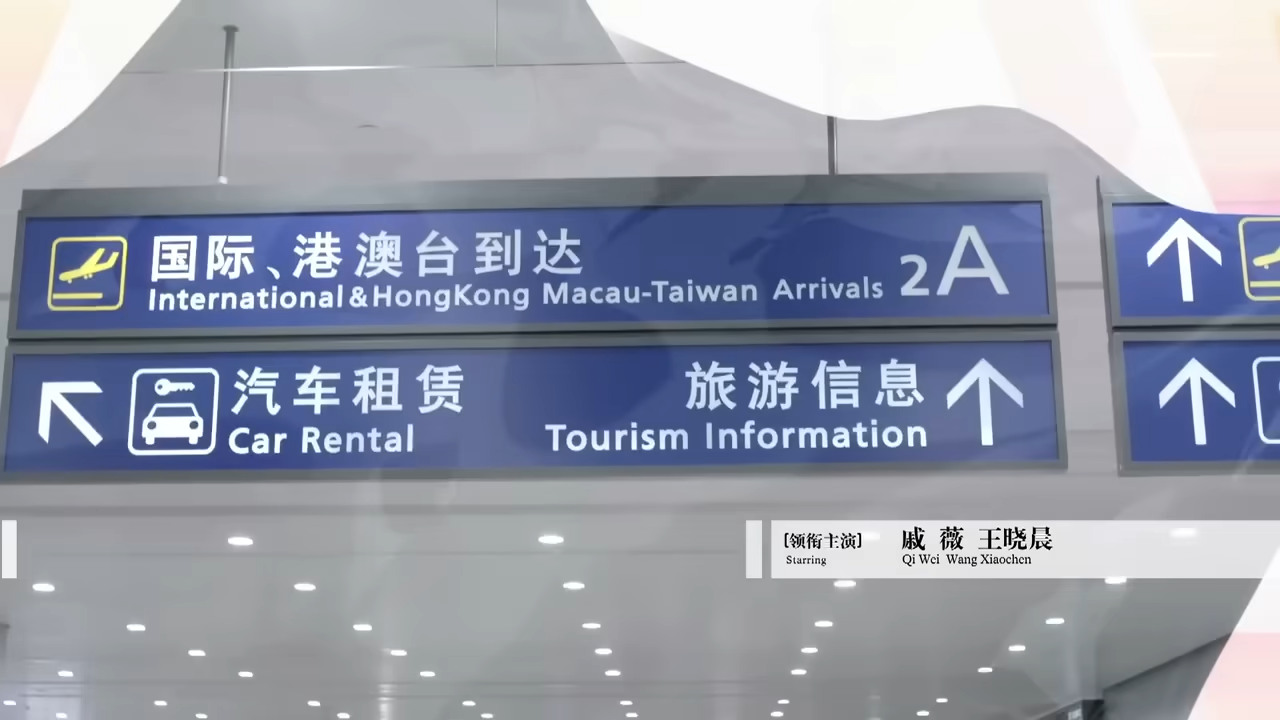 国际、港澳台到达
International&HongKong Macau-Taiwan Arrivals
2A
汽车租赁
Car Rental
旅游信息
Tourism Information
[领衔主演] 戚 薇 王晓晨
Starring Qi Wei Wang Xiaochen